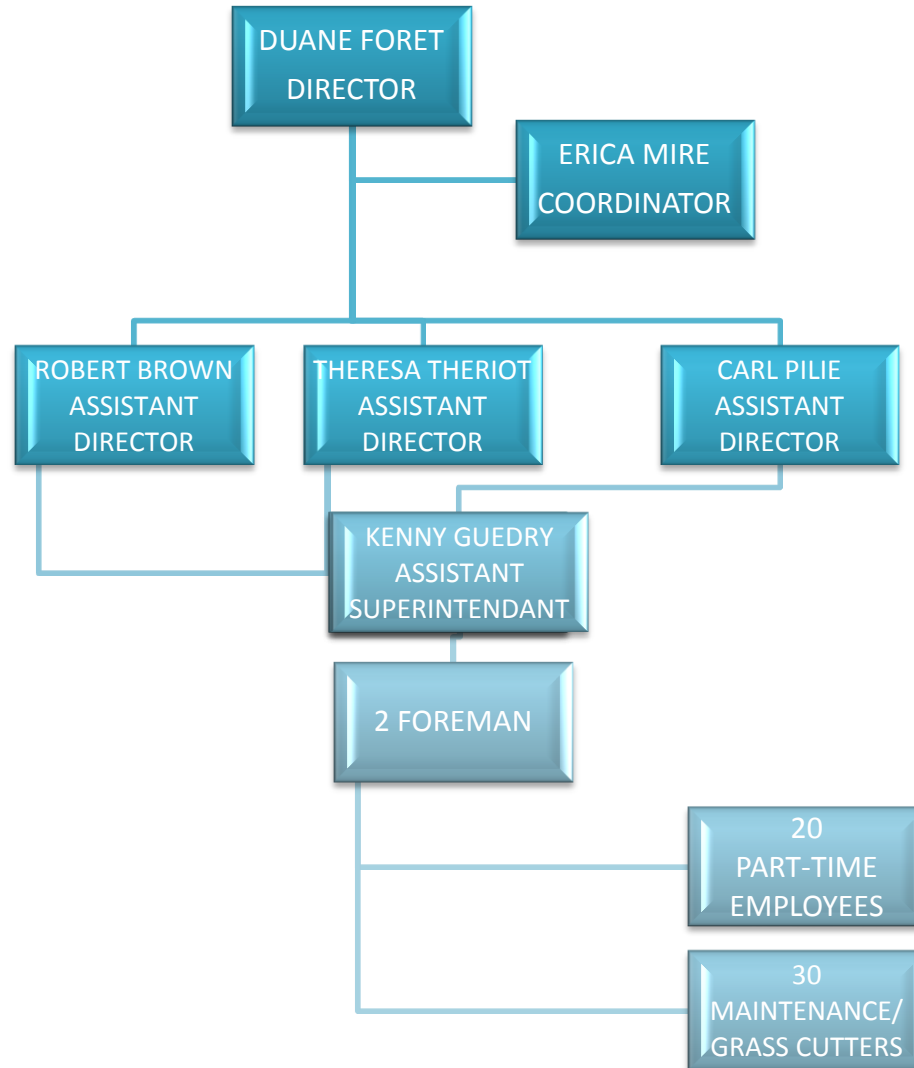 DUANE FORET
DIRECTOR
ERICA MIRE
COORDINATOR
ROBERT BROWN
ASSISTANT
DIRECTOR
THERESA THERIOT
ASSISTANT
DIRECTOR
CARL PILIE
ASSISTANT
DIRECTOR
KENNY GUEDRY
ASSISTANT
SUPERINTENDANT
2 FOREMAN
20
PART-TIME
EMPLOYEES
30
MAINTENANCE/
GRASS CUTTERS